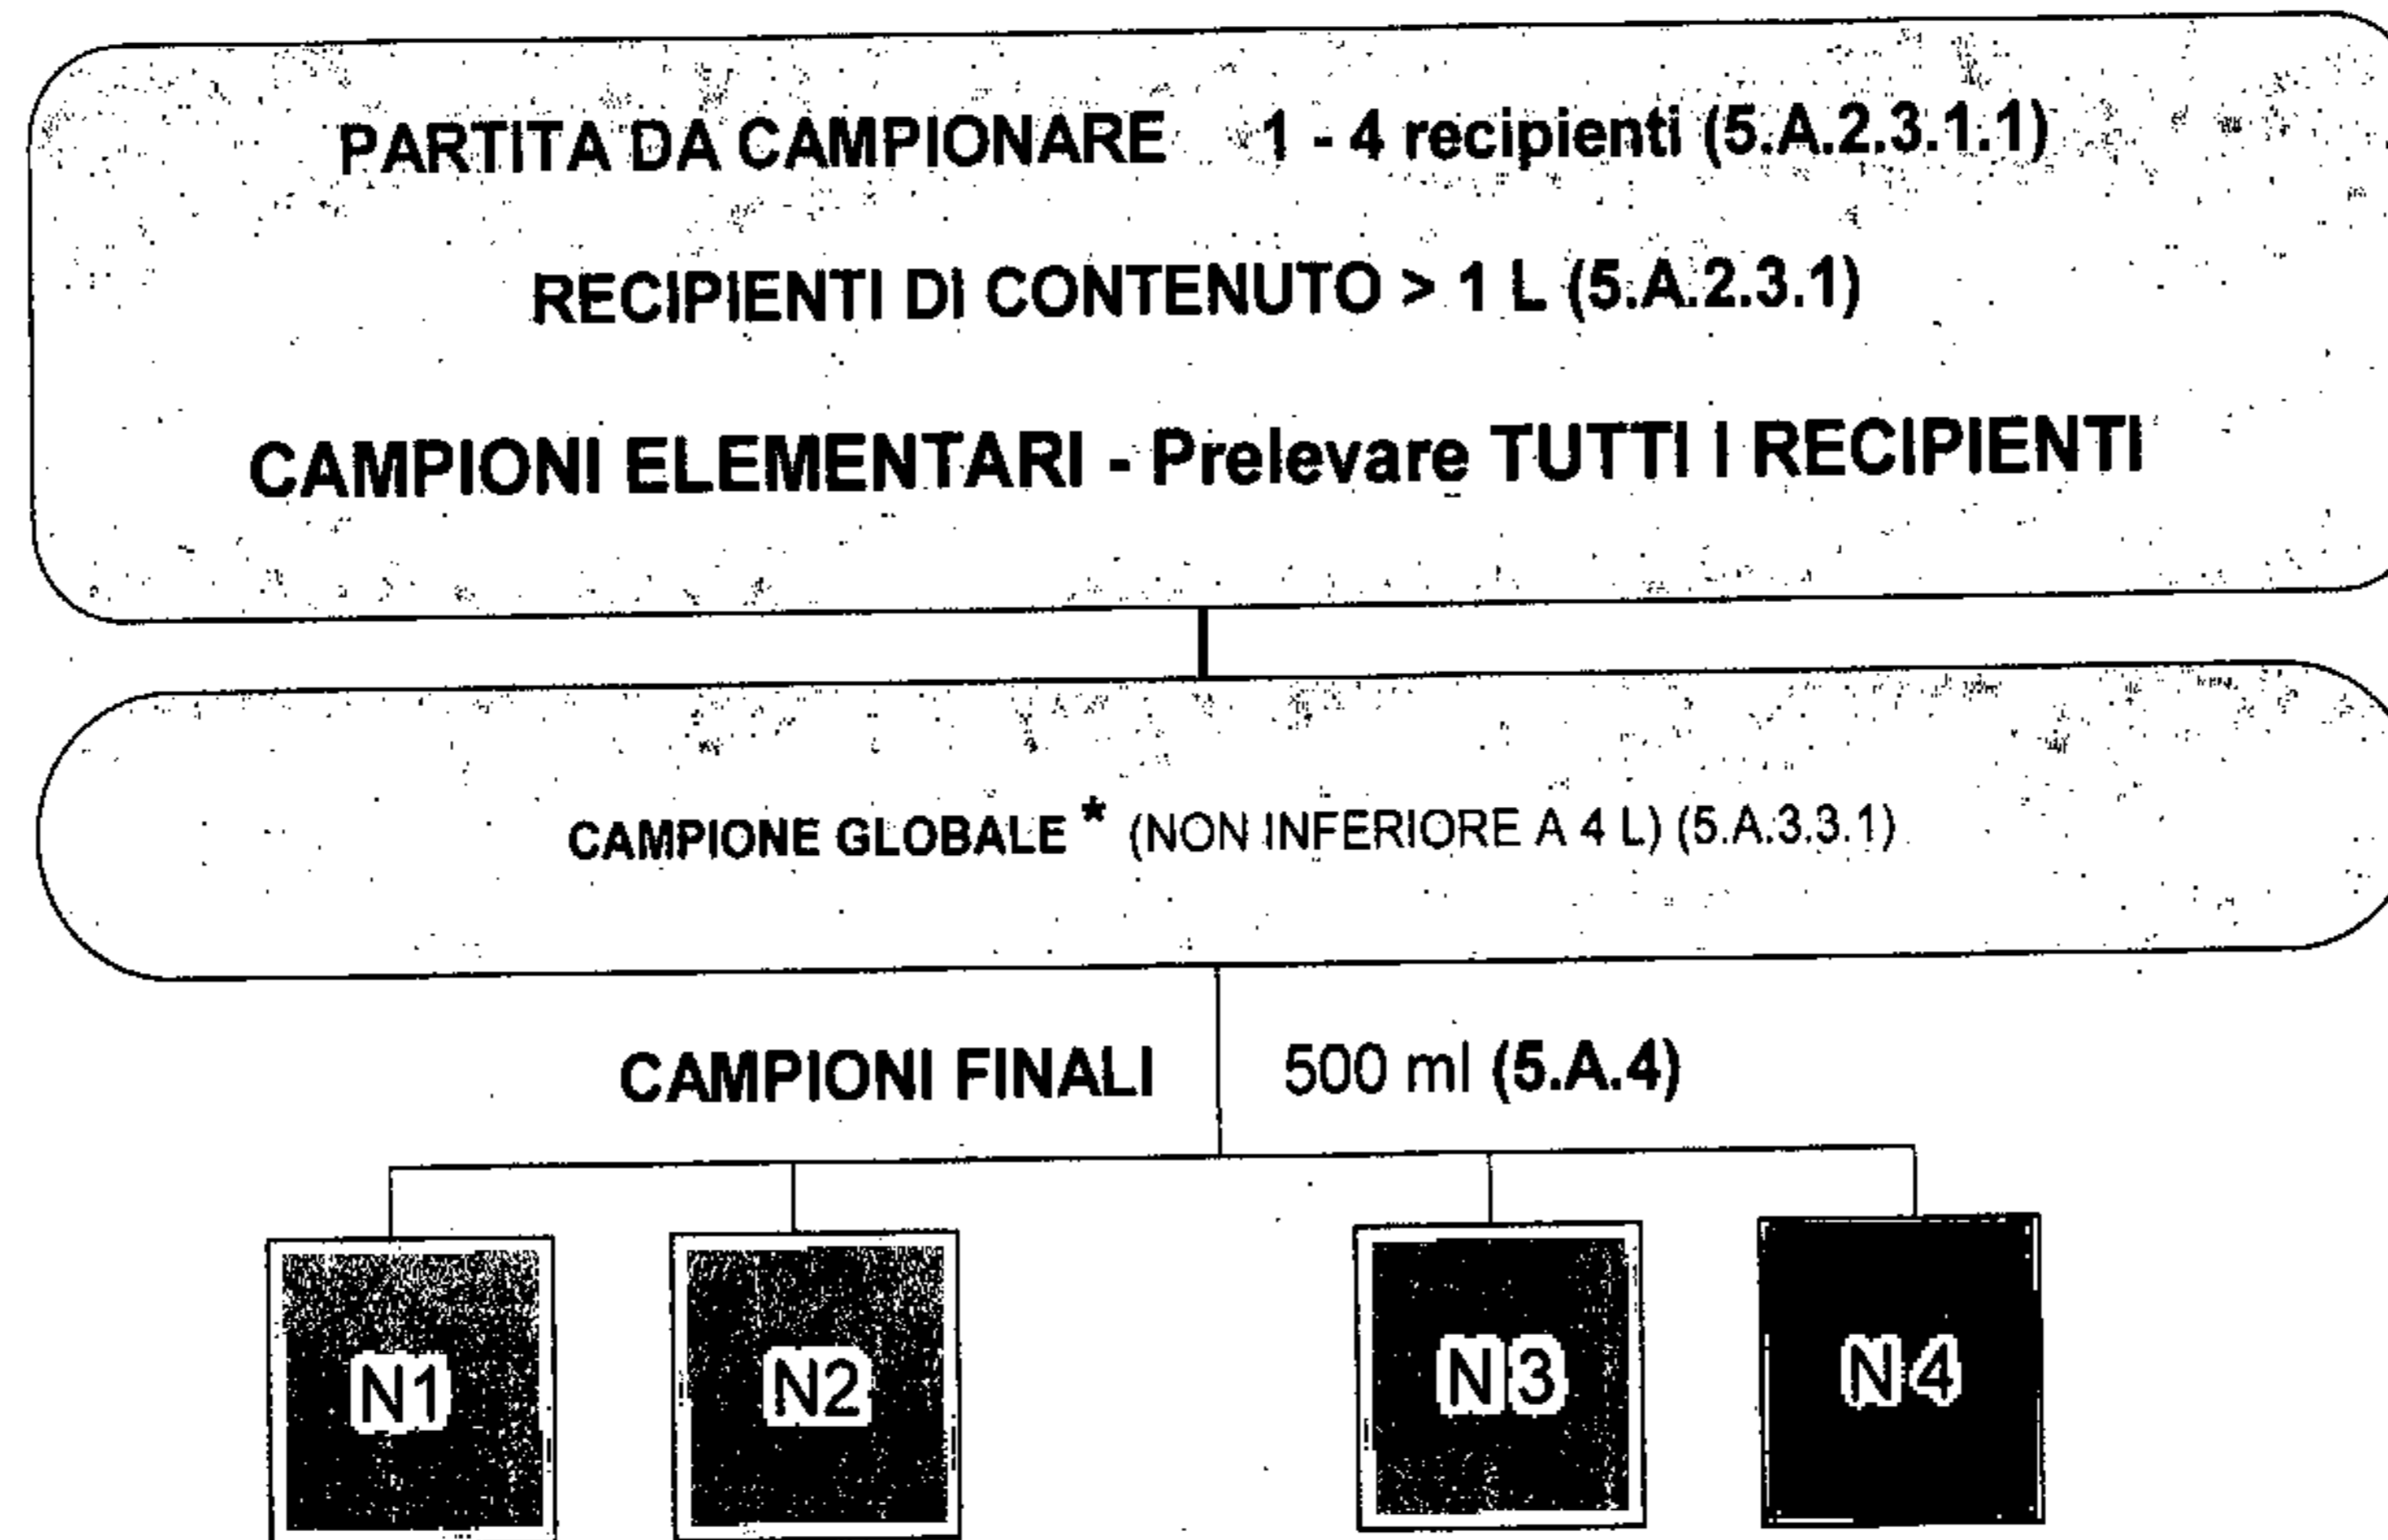 PARTITA DA CAMPIONARE 1 - 4 recipienti (5.A.2.3.1.1)
RECIPIENTI DI CONTENUTO > 1 L (5.A.2.3.1)
CAMPIONI ELEMENTARI - Prelevare TUTTI I RECIPIENTI
CAMPIONE GLOBALE * (NON INFERIORE A 4 L) (5.A.3.3.1)
CAMPIONI FINALI 500 ml (5.A.4)
N1 N2 N3 N4